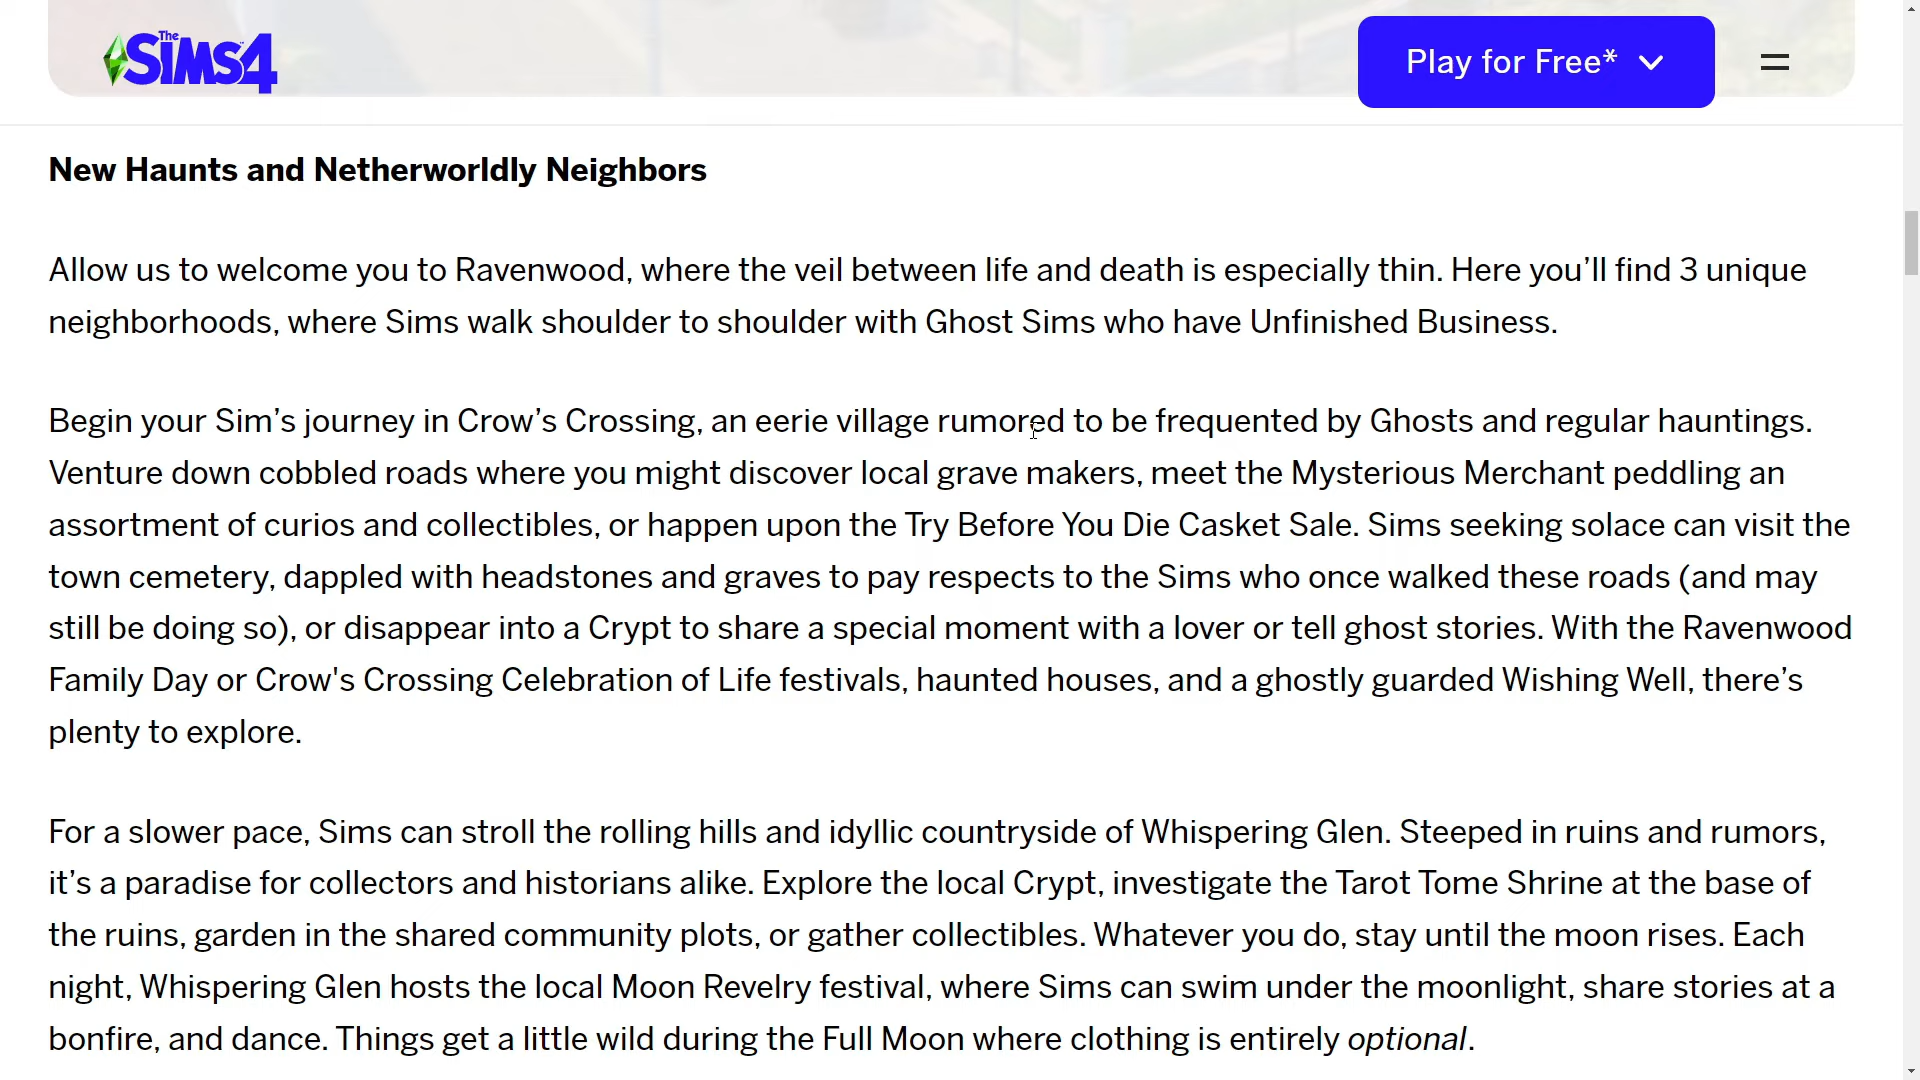 The Sims 4
Play for Free*
New Haunts and Netherworldly Neighbors
Allow us to welcome you to Ravenwood, where the veil between life and death is especially thin. Here you’ll find 3 unique
neighborhoods, where Sims walk shoulder to shoulder with Ghost Sims who have Unfinished Business.
Begin your Sim’s journey in Crow’s Crossing, an eerie village rumored to be frequented by Ghosts and regular hauntings.
Venture down cobbled roads where you might discover local grave makers, meet the Mysterious Merchant peddling an
assortment of curios and collectibles, or happen upon the Try Before You Die Casket Sale. Sims seeking solace can visit the
town cemetery, dappled with headstones and graves to pay respects to the Sims who once walked these roads (and may
still be doing so), or disappear into a Crypt to share a special moment with a lover or tell ghost stories. With the Ravenwood
Family Day or Crow's Crossing Celebration of Life festivals, haunted houses, and a ghostly guarded Wishing Well, there’s
plenty to explore.
For a slower pace, Sims can stroll the rolling hills and idyllic countryside of Whispering Glen. Steeped in ruins and rumors,
it’s a paradise for collectors and historians alike. Explore the local Crypt, investigate the Tarot Tome Shrine at the base of
the ruins, garden in the shared community plots, or gather collectibles. Whatever you do, stay until the moon rises. Each
night, Whispering Glen hosts the local Moon Revelry festival, where Sims can swim under the moonlight, share stories at a
bonfire, and dance. Things get a little wild during the Full Moon where clothing is entirely optional.